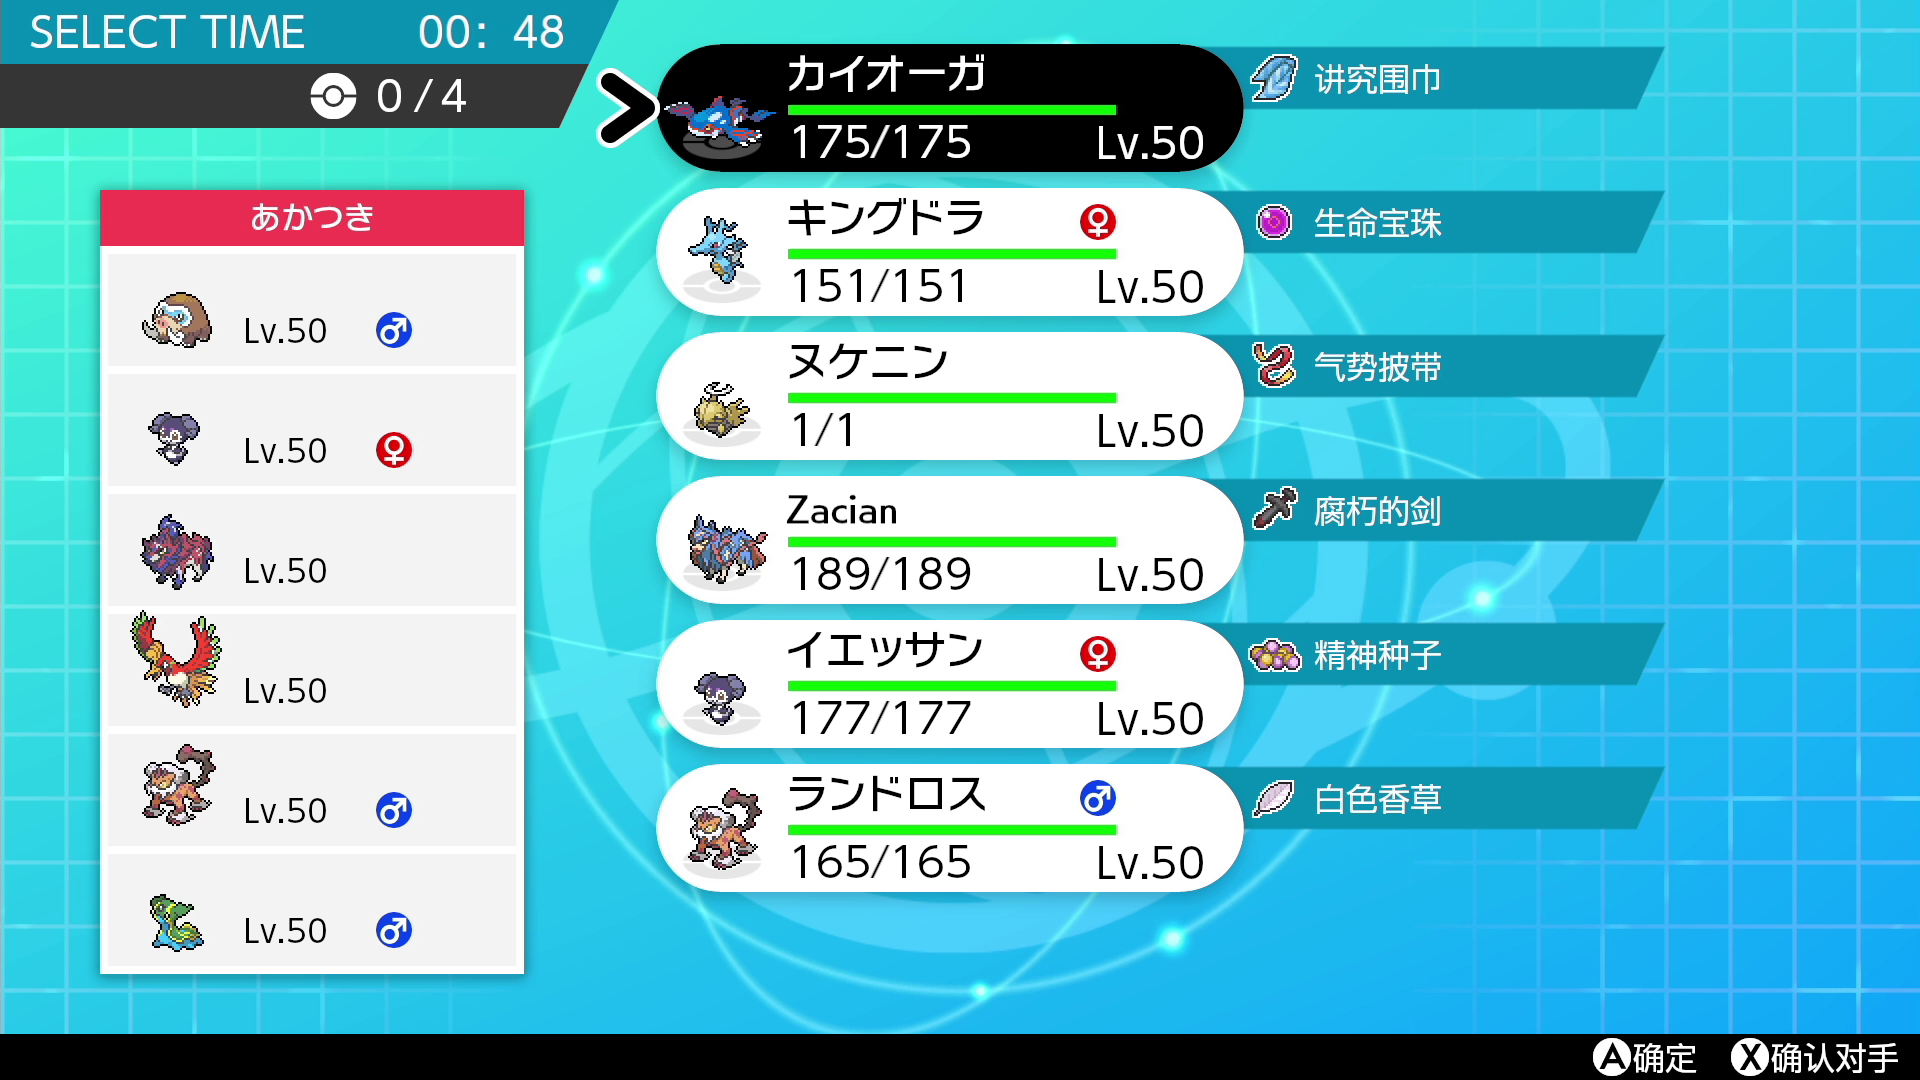 SELECT TIME 00: 48
0/4
あかつき
Lv.50
Lv.50
Lv.50
Lv.50
Lv.50
Lv.50
カイオーガ
175/175 Lv.50
讲究围巾
キングドラ
151/151 Lv.50
生命宝珠
ヌケニン
1/1 Lv.50
气势披带
Zacian
189/189 Lv.50
腐朽的剑
イエッサン
177/177 Lv.50
精神种子
ランドロス
165/165 Lv.50
白色香草
A确定 X确认对手